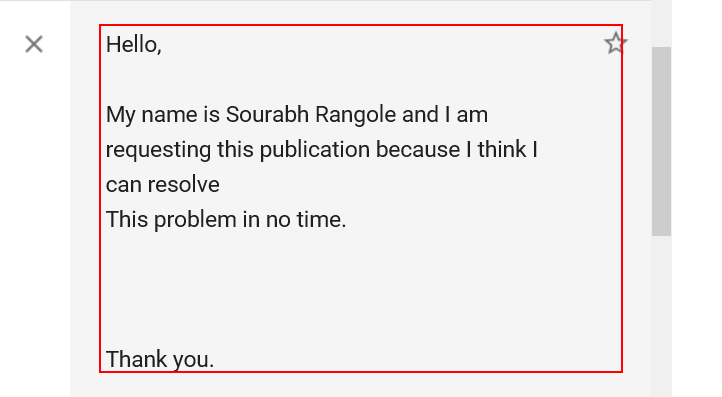 Hello,
My name is Sourabh Rangole and I am
requesting this publication because I think I
can resolve
This problem in no time.
Thank you.